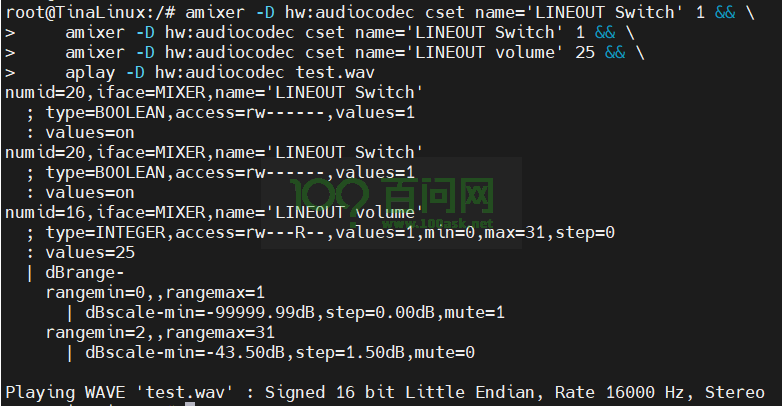 root@TinaLinux:/# amixer -D hw:audiocodec cset name='LINEOUT Switch' 1 && \
>     amixer -D hw:audiocodec cset name='LINEOUT Switch' 1 && \
>     amixer -D hw:audiocodec cset name='LINEOUT volume' 25 && \
>     aplay -D hw:audiocodec test.wav
numid=20,iface=MIXER,name='LINEOUT Switch'
  ; type=BOOLEAN,access=rw------,values=1
  : values=on
numid=20,iface=MIXER,name='LINEOUT Switch'
  ; type=BOOLEAN,access=rw------,values=1
  : values=on
numid=16,iface=MIXER,name='LINEOUT volume'
  ; type=INTEGER,access=rw---R--,values=1,min=0,max=31,step=0
  : values=25
  | dBrange-
    rangemin=0,,rangemax=1
      | dBscale-min=-99999.99dB,step=0.00dB,mute=1
    rangemin=2,,rangemax=31
      | dBscale-min=-43.50dB,step=1.50dB,mute=0
Playing WAVE 'test.wav' : Signed 16 bit Little Endian, Rate 16000 Hz, Stereo
100 百问网
www.100ask.net